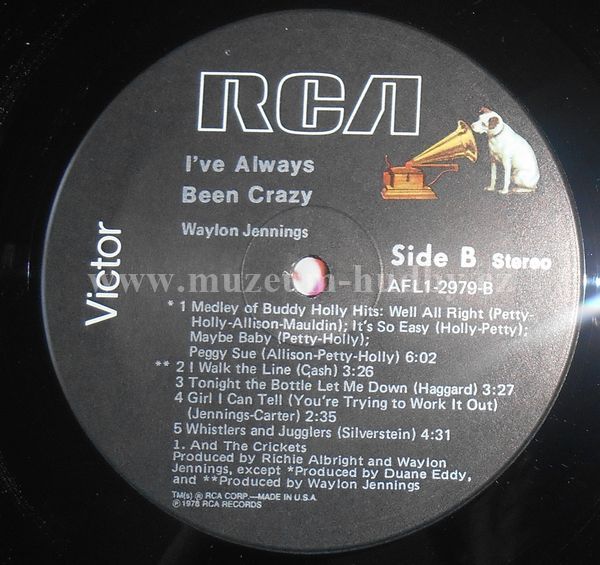 RCA
I've Always
Been Crazy
Waylon Jennings
Victor
Side B Stereo
AFL1-2979-B
* 1 Medley of Buddy Holly Hits: Well All Right (Petty-
Holly-Allison-Mauldin); It's So Easy (Holly-Petty);
Maybe Baby (Petty-Holly);
Peggy Sue (Allison-Petty-Holly) 6:02
** 2 I Walk the Line (Cash) 3:26
3 Tonight the Bottle Let Me Down (Haggard) 3:27
4 Girl I Can Tell (You're Trying to Work It Out)
(Jennings-Carter) 2:35
5 Whistlers and Jugglers (Silverstein) 4:31
1. And The Crickets
Produced by Richie Albright and Waylon
Jennings, except *Produced by Duane Eddy,
and **Produced by Waylon Jennings
TM(s) ® RCA CORP.—MADE IN U.S.A.
℗ 1978 RCA RECORDS
www.muzeum-hudby.cz